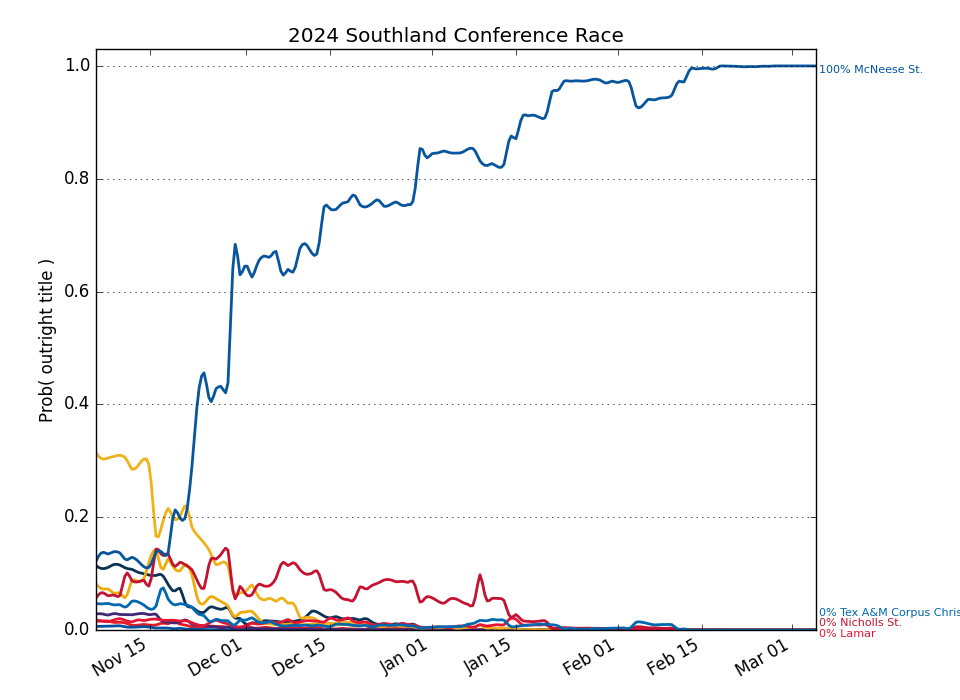 2024 Southland Conference Race
Prob( outright title )
1.0
0.8
0.6
0.4
0.2
0.0
Nov 15
Dec 01
Dec 15
Jan 01
Jan 15
Feb 01
Feb 15
Mar 01
100% McNeese St.
0% Tex A&M Corpus Chris
0% Nicholls St.
0% Lamar